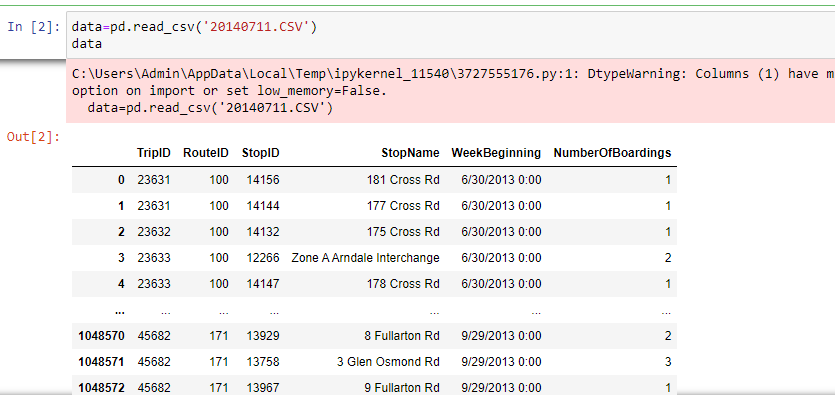 In [2]: data=pd.read_csv('20140711.CSV')
data
C:\Users\Admin\AppData\Local\Temp\ipykernel_11540\3727555176.py:1: DtypeWarning: Columns (1) have m
option on import or set low_memory=False.
data=pd.read_csv('20140711.CSV')
Out[2]:
TripID RouteID StopID StopName WeekBeginning NumberOfBoardings
0 23631 100 14156 181 Cross Rd 6/30/2013 0:00 1
1 23631 100 14144 177 Cross Rd 6/30/2013 0:00 1
2 23632 100 14132 175 Cross Rd 6/30/2013 0:00 1
3 23633 100 12266 Zone A Arndale Interchange 6/30/2013 0:00 2
4 23633 100 14147 178 Cross Rd 6/30/2013 0:00 1
... ... ... ... ... ... ...
1048570 45682 171 13929 8 Fullarton Rd 9/29/2013 0:00 2
1048571 45682 171 13758 3 Glen Osmond Rd 9/29/2013 0:00 3
1048572 45682 171 13967 9 Fullarton Rd 9/29/2013 0:00 1